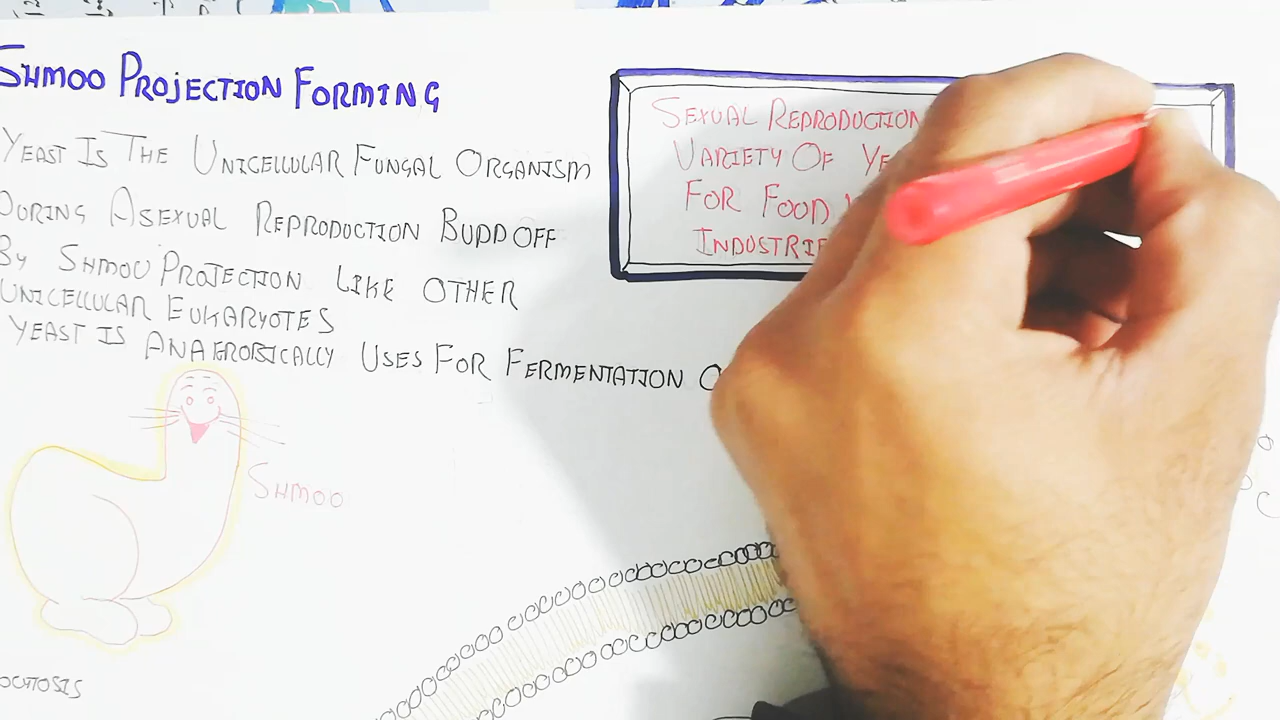 SHMOO PROJECTION FORMING
YEAST IS THE UNICELLULAR FUNGAL ORGANISM
DURING ASEXUAL REPRODUCTION BUDD OFF
BY SHMOO PROJECTION LIKE OTHER
UNICELLULAR EUKARYOTES
YEAST IS ANAEROBICALLY USES FOR FERMENTATION
SHMOO
SEXUAL REPRODUCTION
VARIETY OF
FOR FOOD